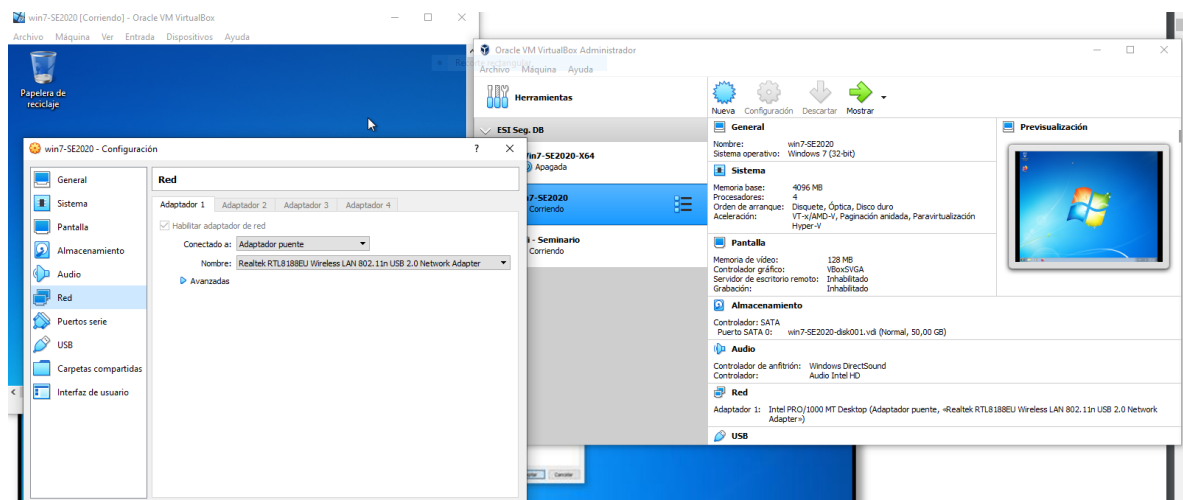 win7-SE2020 [Corriendo] - Oracle VM VirtualBox
Archivo Máquina Ver Entrada Dispositivos Ayuda
Papelera de
reciclaje
win7-SE2020 - Configuración
General
Sistema
Pantalla
Almacenamiento
Audio
Red
Puertos serie
USB
Carpetas compartidas
Interfaz de usuario
Red
Adaptador 1 Adaptador 2 Adaptador 3 Adaptador 4
Habilitar adaptador de red
Conectado a: Adaptador puente
Nombre: Realtek RTL8188EU Wireless LAN 802.11n USB 2.0 Network Adapter
Avanzadas
Oracle VM VirtualBox Administrador
Archivo Máquina Ayuda
Herramientas
ESI Seg. DB
in7-SE2020-X64
Apagada
7-SE2020
Corriendo
i - Seminario
Corriendo
Nueva Configuración Descartar Mostrar
General
Nombre: win7-SE2020
Sistema operativo: Windows 7 (32-bit)
Sistema
Memoria base: 4096 MB
Procesadores: 4
Orden de arranque: Disquete, Óptica, Disco duro
Aceleración: VT-x/AMD-V, Paginación anidada, Paravirtualización
Hyper-V
Pantalla
Memoria de vídeo: 128 MB
Controlador gráfico: VBoxSVGA
Servidor de escritorio remoto: Inhabilitado
Grabación: Inhabilitado
Almacenamiento
Controlador: SATA
Puerto SATA 0: win7-SE2020-disk001.vdi (Normal, 50,00 GB)
Audio
Controlador de anfitrión: Windows DirectSound
Controlador: Audio Intel HD
Red
Adaptador 1: Intel PRO/1000 MT Desktop (Adaptador puente, «Realtek RTL8188EU Wireless LAN 802.11n USB 2.0 Network
Adapter»)
USB
Previsualización
Cancelar